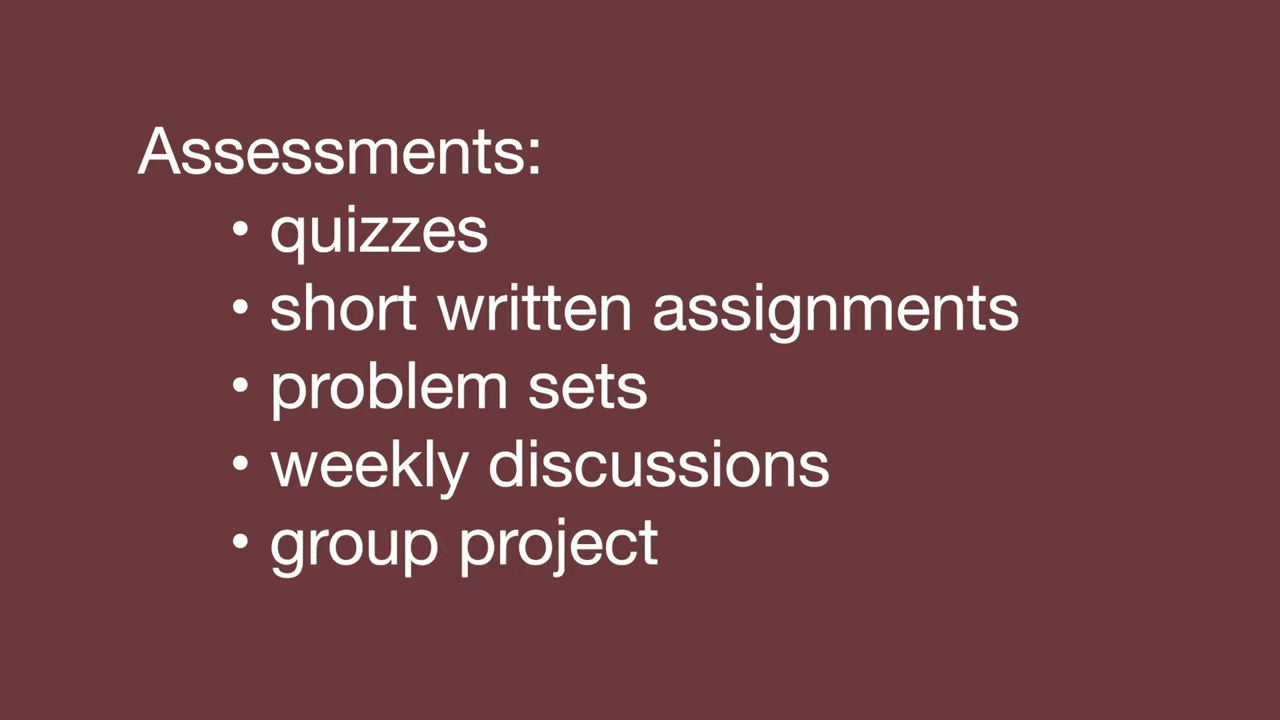 Assessments:
• quizzes
• short written assignments
• problem sets
• weekly discussions
• group project